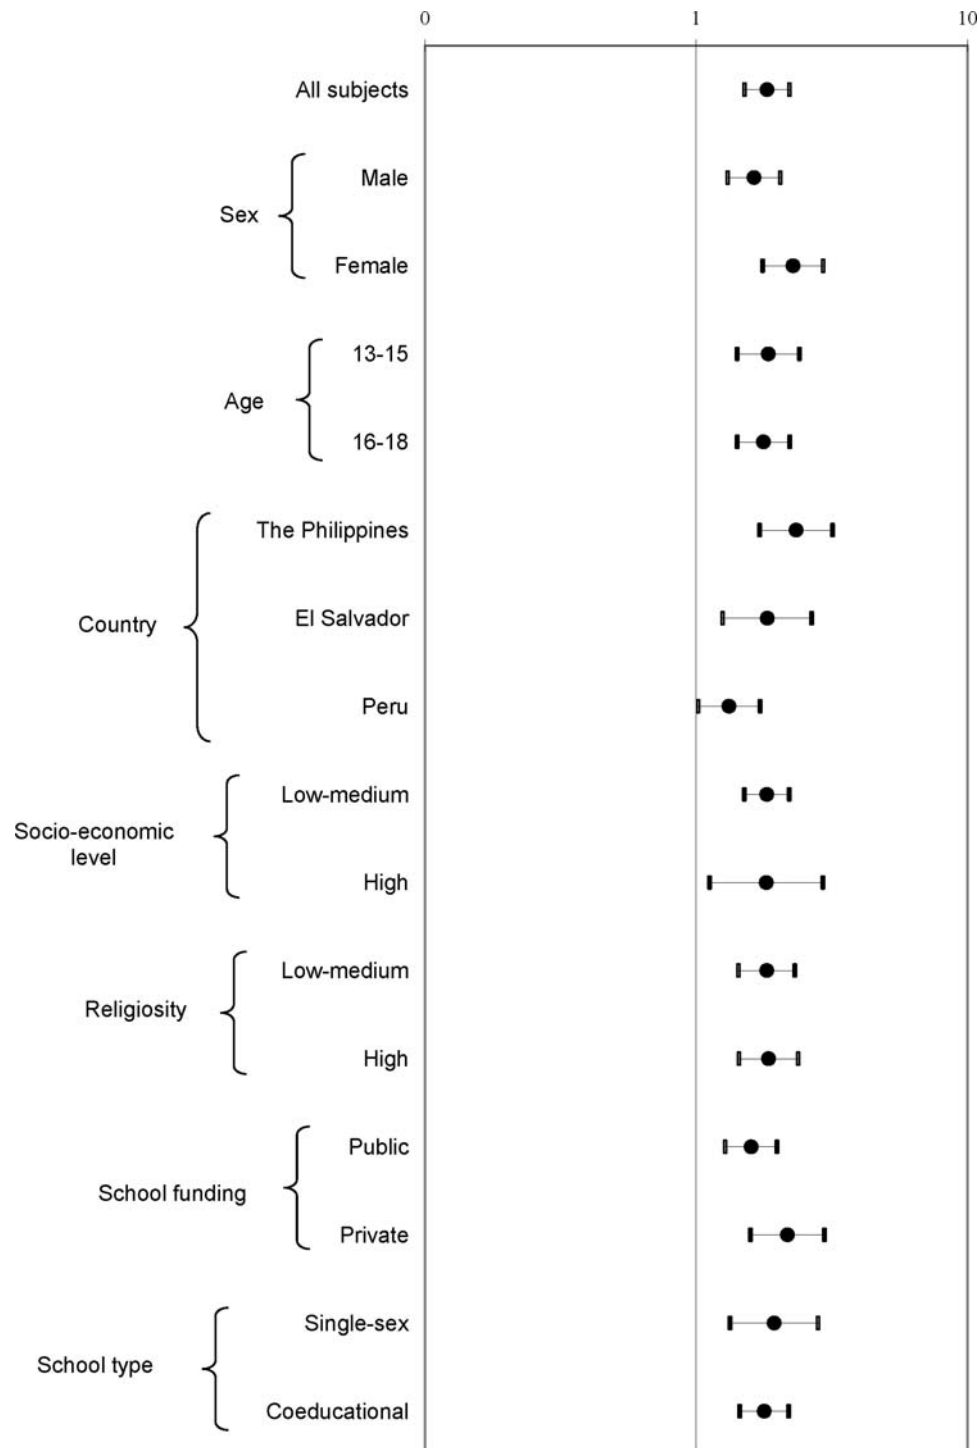 0 1 10
All subjects
Male
Sex
Female
13-15
Age
16-18
The Philippines
El Salvador
Country
Peru
Low-medium
Socio-economic
level
High
Low-medium
Religiosity
High
Public
School funding
Private
Single-sex
School type
Coeducational